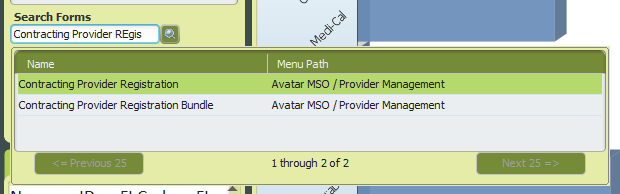 Search Forms
Contracting Provider REgis
Medi-Cal
Name Menu Path
Contracting Provider Registration Avatar MSO / Provider Management
Contracting Provider Registration Bundle Avatar MSO / Provider Management
<= Previous 25 1 through 2 of 2 Next 25 =>